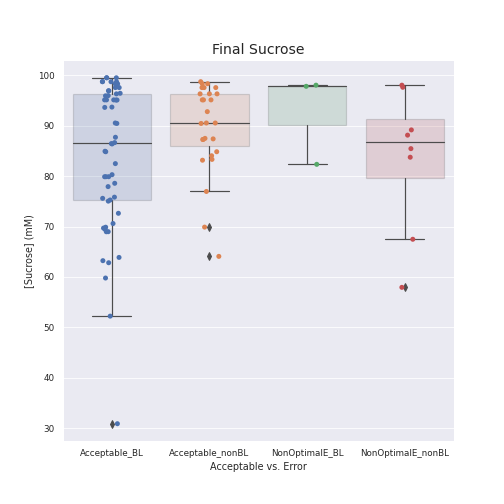 Final Sucrose
[Sucrose] (mM)
100
90
80
70
60
50
40
30
Acceptable_BL
Acceptable_nonBL
NonOptimalE_BL
NonOptimalE_nonBL
Acceptable vs. Error